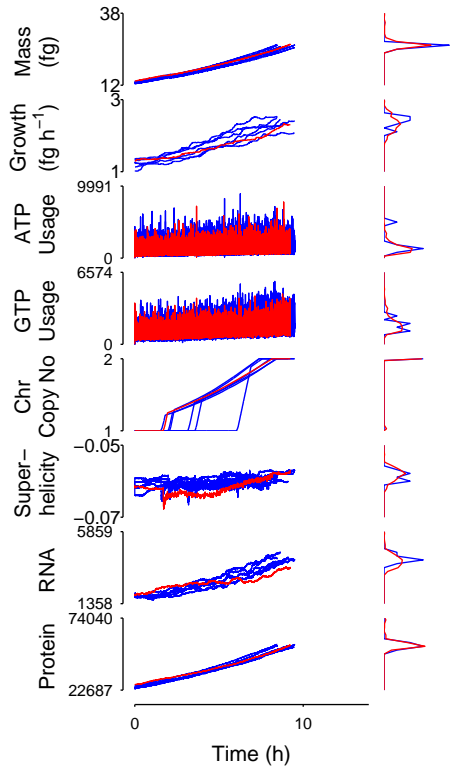 38
Mass
(fg)
12
3
Growth
(fg h−1)
1
9991
ATP
Usage
0
6574
GTP
Usage
0
2
Chr
Copy No
1
−0.05
Super−
helicity
−0.07
5859
RNA
1358
74040
Protein
22687
0 10
Time (h)